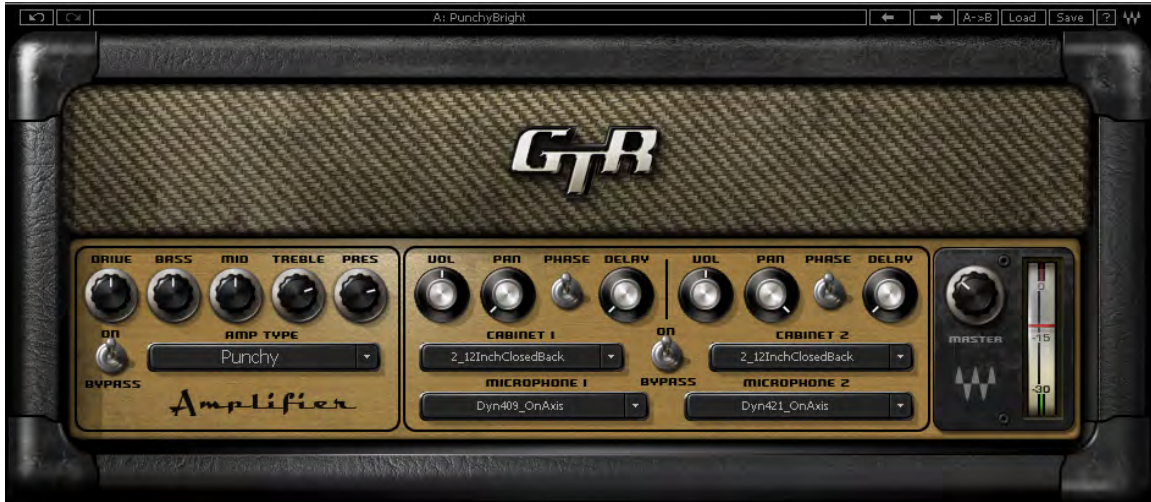 A: PunchyBright
A->B
Load
Save
?
GTR
DRIVE BASS MID TREBLE PRES
VOL PAN PHASE DELAY
VOL PAN PHASE DELAY
ON
AMP TYPE
Punchy
BYPASS
Amplifier
CABINET 1
2_12InchClosedBack
MICROPHONE 1
Dyn409_OnAxis
ON
BYPASS
CABINET 2
2_12InchClosedBack
MICROPHONE 2
Dyn421_OnAxis
MASTER
0
-15
-30